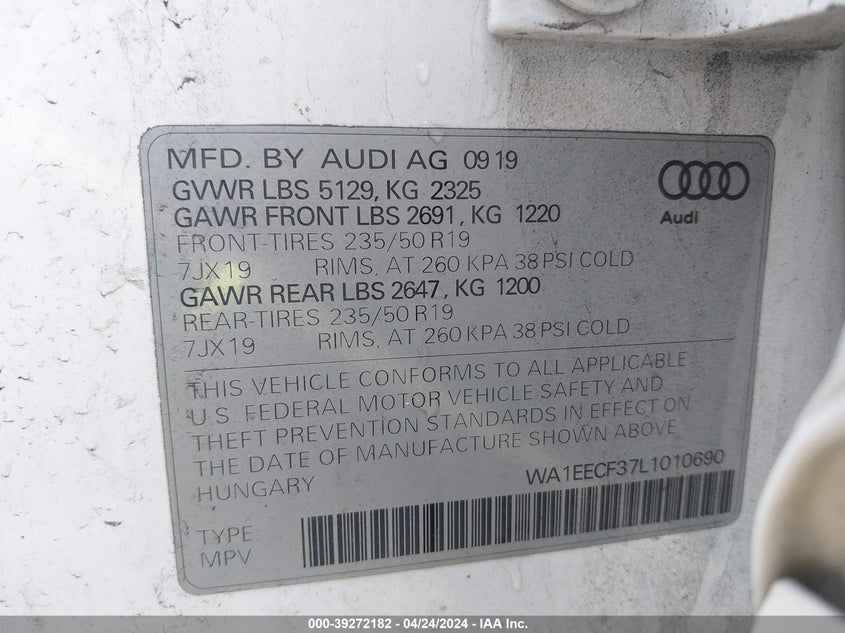 MFD. BY AUDI AG 09 19
GVWR LBS 5129, KG 2325
GAWR FRONT LBS 2691, KG 1220
FRONT-TIRES 235/50 R19
7JX19 RIMS, AT 260 KPA 38 PSI COLD
GAWR REAR LBS 2647, KG 1200
REAR-TIRES 235/50 R19
7JX19 RIMS, AT 260 KPA 38 PSI COLD
Audi
THIS VEHICLE CONFORMS TO ALL APPLICABLE
U.S. FEDERAL MOTOR VEHICLE SAFETY AND
THEFT PREVENTION STANDARDS IN EFFECT ON
THE DATE OF MANUFACTURE SHOWN ABOVE
HUNGARY
WA1EECF37L1010690
TYPE:
MPV
000-39272182 - 04/24/2024 - IAA Inc.